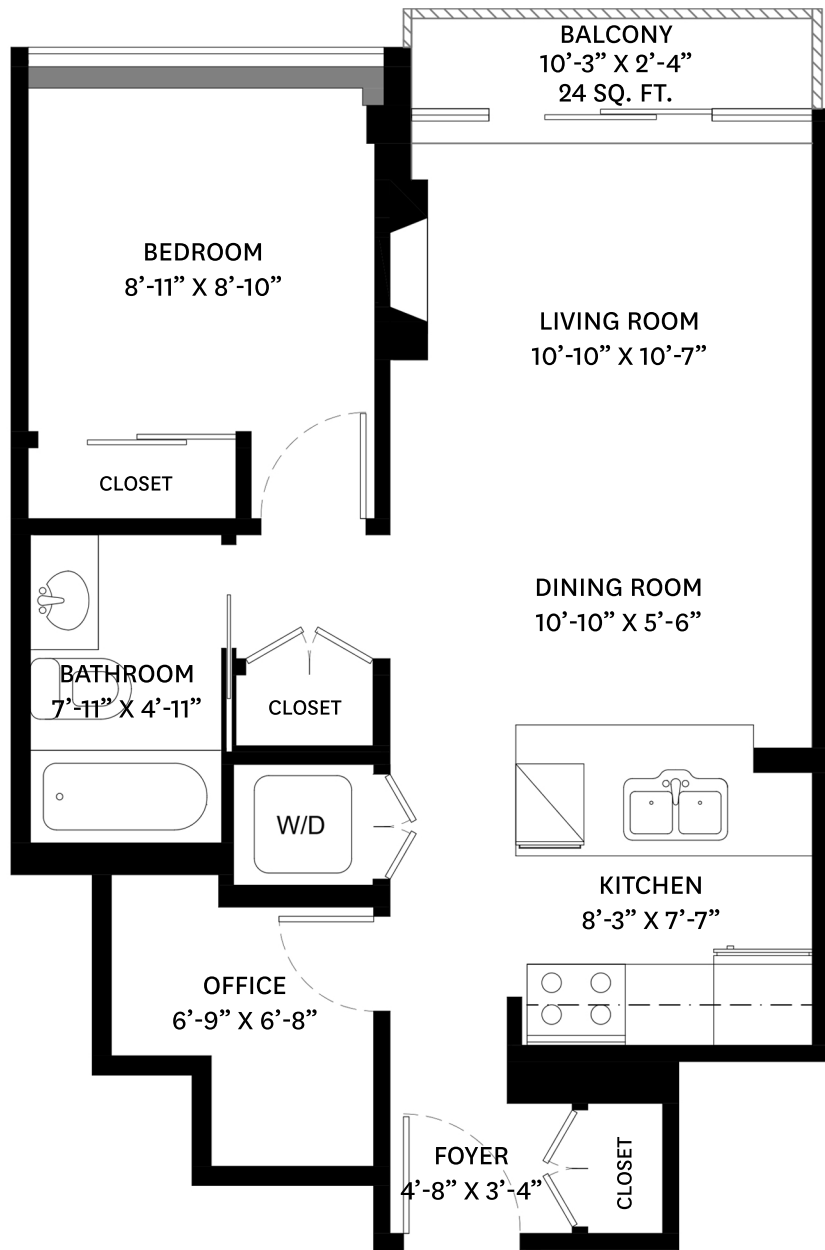 BALCONY
10’-3” X 2’-4”
24 SQ. FT.
BEDROOM
8’-11” X 8’-10”
LIVING ROOM
10’-10” X 10’-7”
CLOSET
DINING ROOM
10’-10” X 5’-6”
BATHROOM
7’-11” X 4’-11”
CLOSET
W/D
KITCHEN
8’-3” X 7’-7”
OFFICE
6’-9” X 6’-8”
FOYER
4’-8” X 3’-4”
CLOSET